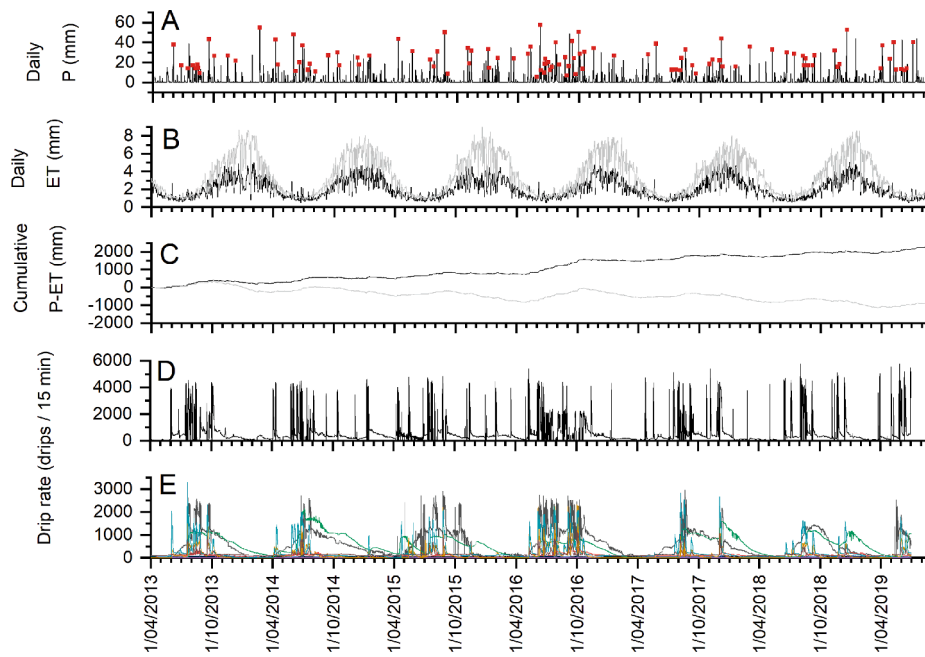 A
Daily
P (mm)
60
40
20
0
B
Daily
ET (mm)
8
6
4
2
0
C
Cumulative
P-ET (mm)
2000
1000
0
-1000
-2000
D
Drip rate (drips / 15 min)
6000
4000
2000
0
E
3000
2000
1000
0
1/04/2013
1/10/2013
1/04/2014
1/10/2014
1/04/2015
1/10/2015
1/04/2016
1/10/2016
1/04/2017
1/10/2017
1/04/2018
1/10/2018
1/04/2019